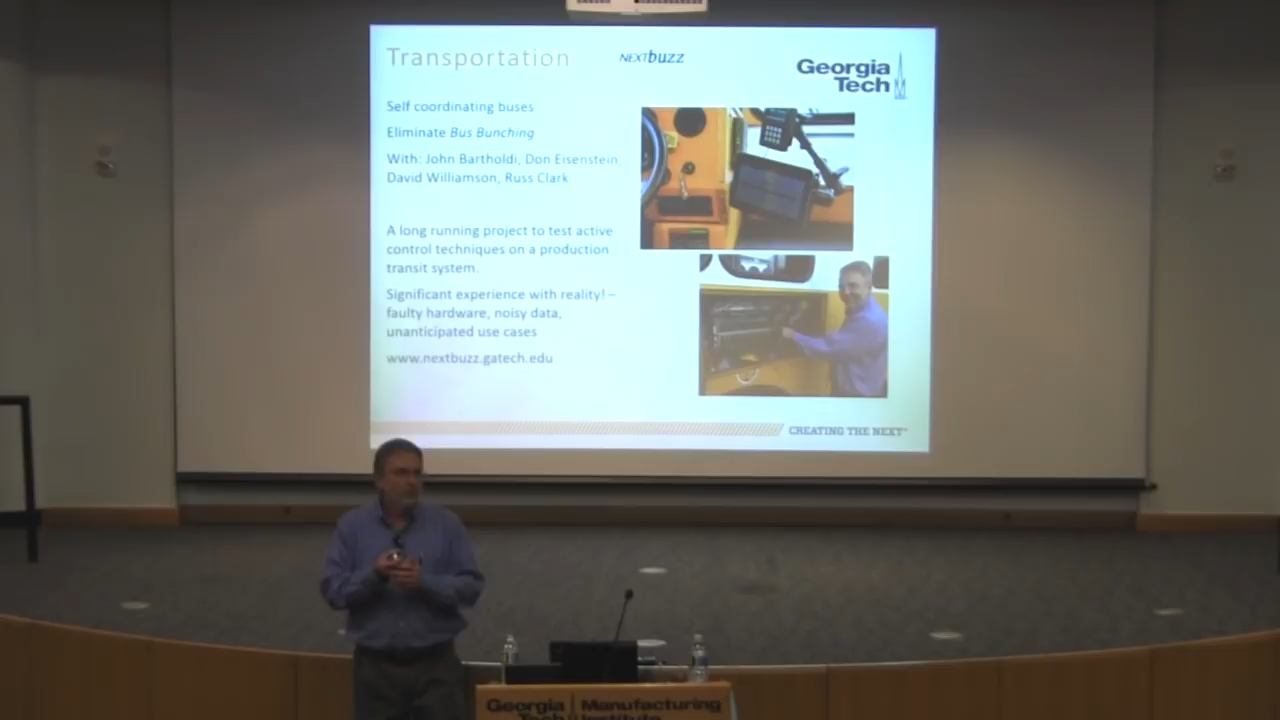 Transportation
NEXTbuzz
Georgia
Tech
Self coordinating buses
Eliminate Bus Bunching
With: John Bartholdi, Don Eisenstein,
David Williamson, Russ Clark
A long running project to test active
control techniques on a production
transit system.
Significant experience with reality! –
faulty hardware, noisy data,
unanticipated use cases
www.nextbuzz.gatech.edu
CREATING THE NEXT
Georgia | Manufacturing
Tech | Institute